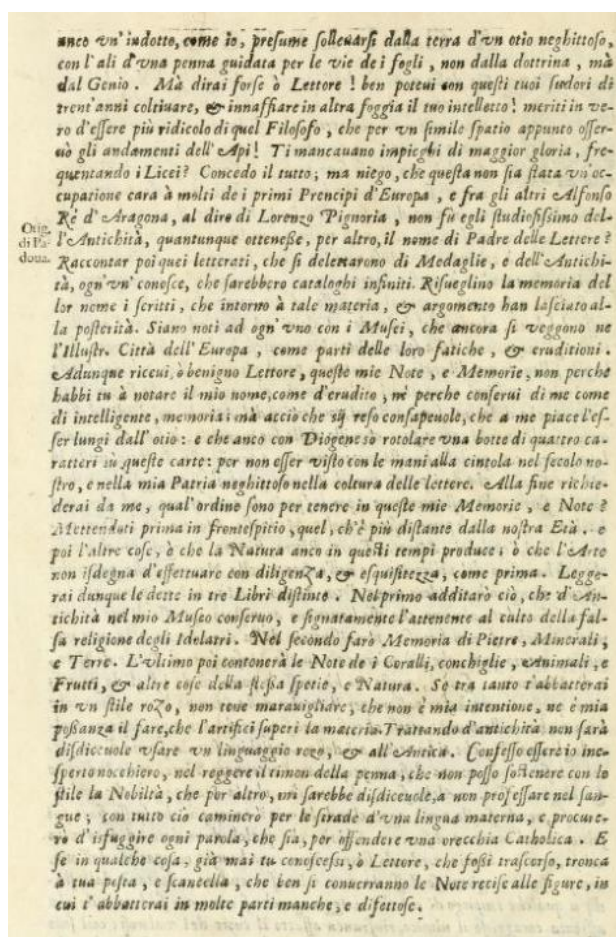 anco vn'indotto, come io, presume solleuarsi dalla terra d'vn otio neghittoso,
con l'ali d'vna penna guidata per le vie de i fogli, non dalla dottrina, mà
dal Genio. Mà dirai forse ò Lettore! ben poteui con questi tuoi sudori di
trent'anni coltiuare, & innaffiare in altra foggia il tuo intelletto! meriti in ve-
ro d'essere più ridicolo di quel Filosofo, che per vn simile spatio appunto osser-
uò gli andamenti dell'Api! Ti mancauano impieghi di maggior gloria, fre-
quentando i Licei? Concedo il tutto; ma niego, che questa non sia stata vn'oc-
cupatione cara à molti de i primi Prencipi d'Europa, e fra gli altri Alfonso
Rè d'Aragona, al dire di Lorenzo Pignoria, non fù egli studiosissimo del-
Orig.
di Pa-
doua.
l'Antichità, quantunque ottenesse, per altro, il nome di Padre delle Lettere?
Raccontar poi quei letterati, che si delettarono di Medaglie, e dell'Antichi-
tà, ogn'vn' conosce, che sarebbero cataloghi infiniti. Risueglino la memoria del
lor nome i scritti, che intorno à tale materia, & argomento han lasciato al-
la posterità. Siano noti ad ogn'vno con i Musei, che ancora si veggono ne
l'Illustr. Città dell'Europa, come parti delle loro fatiche, & eruditioni.
Adunque riceui, ò benigno Lettore, queste mie Note, e Memorie, non perche
habbi tu à notare il mio nome, come d'erudito, nè perche conserui di me come
di intelligente, memoria; mà acciò che sij reso consapeuole, che a me piace l'es-
ser lungi dall'otio: e che anco con Diogene sò rotolare vna botte di quattro ca-
ratteri sù queste carte: per non esser visto con le mani alla cintola nel secolo no-
stro, e nella mia Patria neghittoso nella coltura delle lettere. Alla fine richie-
derai da me, qual'ordine sono per tenere in queste mie Memorie, e Note?
Mettendoti prima in frontespitio, quel, ch'è più distante dalla nostra Età. e
poi l'altre cose, ò che la Natura anco in questi tempi produce; ò che l'Arte
non isdegna d'effettuare con diligenza, & esquisitezza, come prima. Legge-
rai dunque le dette in tre Libri distinte. Nel primo additarò ciò, che d'An-
tichità nel mio Museo conseruo, e signatamente l'attenente al culto della fal-
sa religione degli Idolatri. Nel secondo farò Memoria di Pietre, Minerali,
e Terre. L'vltimo poi contonerà le Note de i Coralli, conchiglie, Animali, e
Frutti, & altre cose della stessa spetie, e Natura. Se tra tanto t'abbatterai
in vn stile rozo, non teue marauigliare, che non è mia intentione, ne è mia
possanza il fare, che l'artifici superi la materia. Trattando d'antichità non sarà
disdiceuole vsare vn linguaggio rozo, & all'Antica. Confesso essere io ine-
sperto nocchiero, nel reggere il timon della penna, che non posso sostenere con lo
stile la Nobiltà, che per altro, mi sarebbe disdiceuole, a non professare nel san-
gue; con tutto ciò caminerò per le strade d'vna lingua materna, e procure-
rò d'isfuggire ogni parola, che sia, per offendere vna orecchia Catholica. E
se in qualche cosa, già mai tu conoscessi, ò Lettore, che fossi trascorso, tronca
à tua posta, e scancella, che ben si conuerranno le Note recise alle figure, in
cui t'abbatterai in molte parti manche, e difettose.